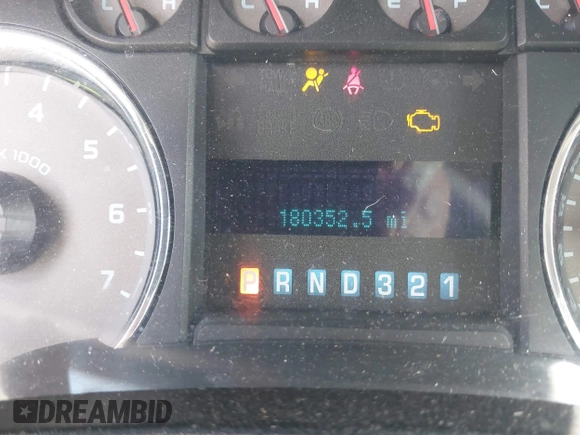 L H L H E F L H
4
5
x 1000
6
7
180352.5 mi
P R N D 3 2 1
DREAMBID